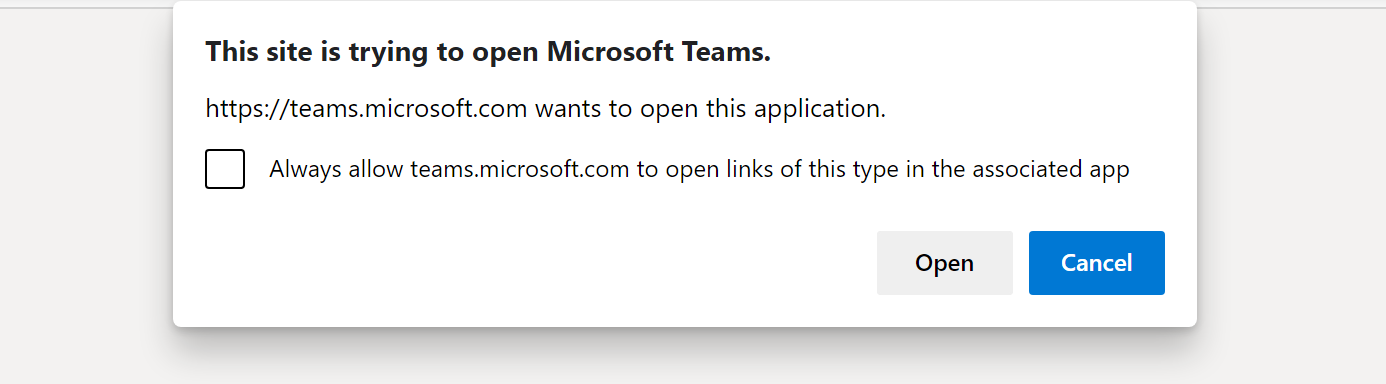 This site is trying to open Microsoft Teams.
https://teams.microsoft.com wants to open this application.
Always allow teams.microsoft.com to open links of this type in the associated app
Open
Cancel